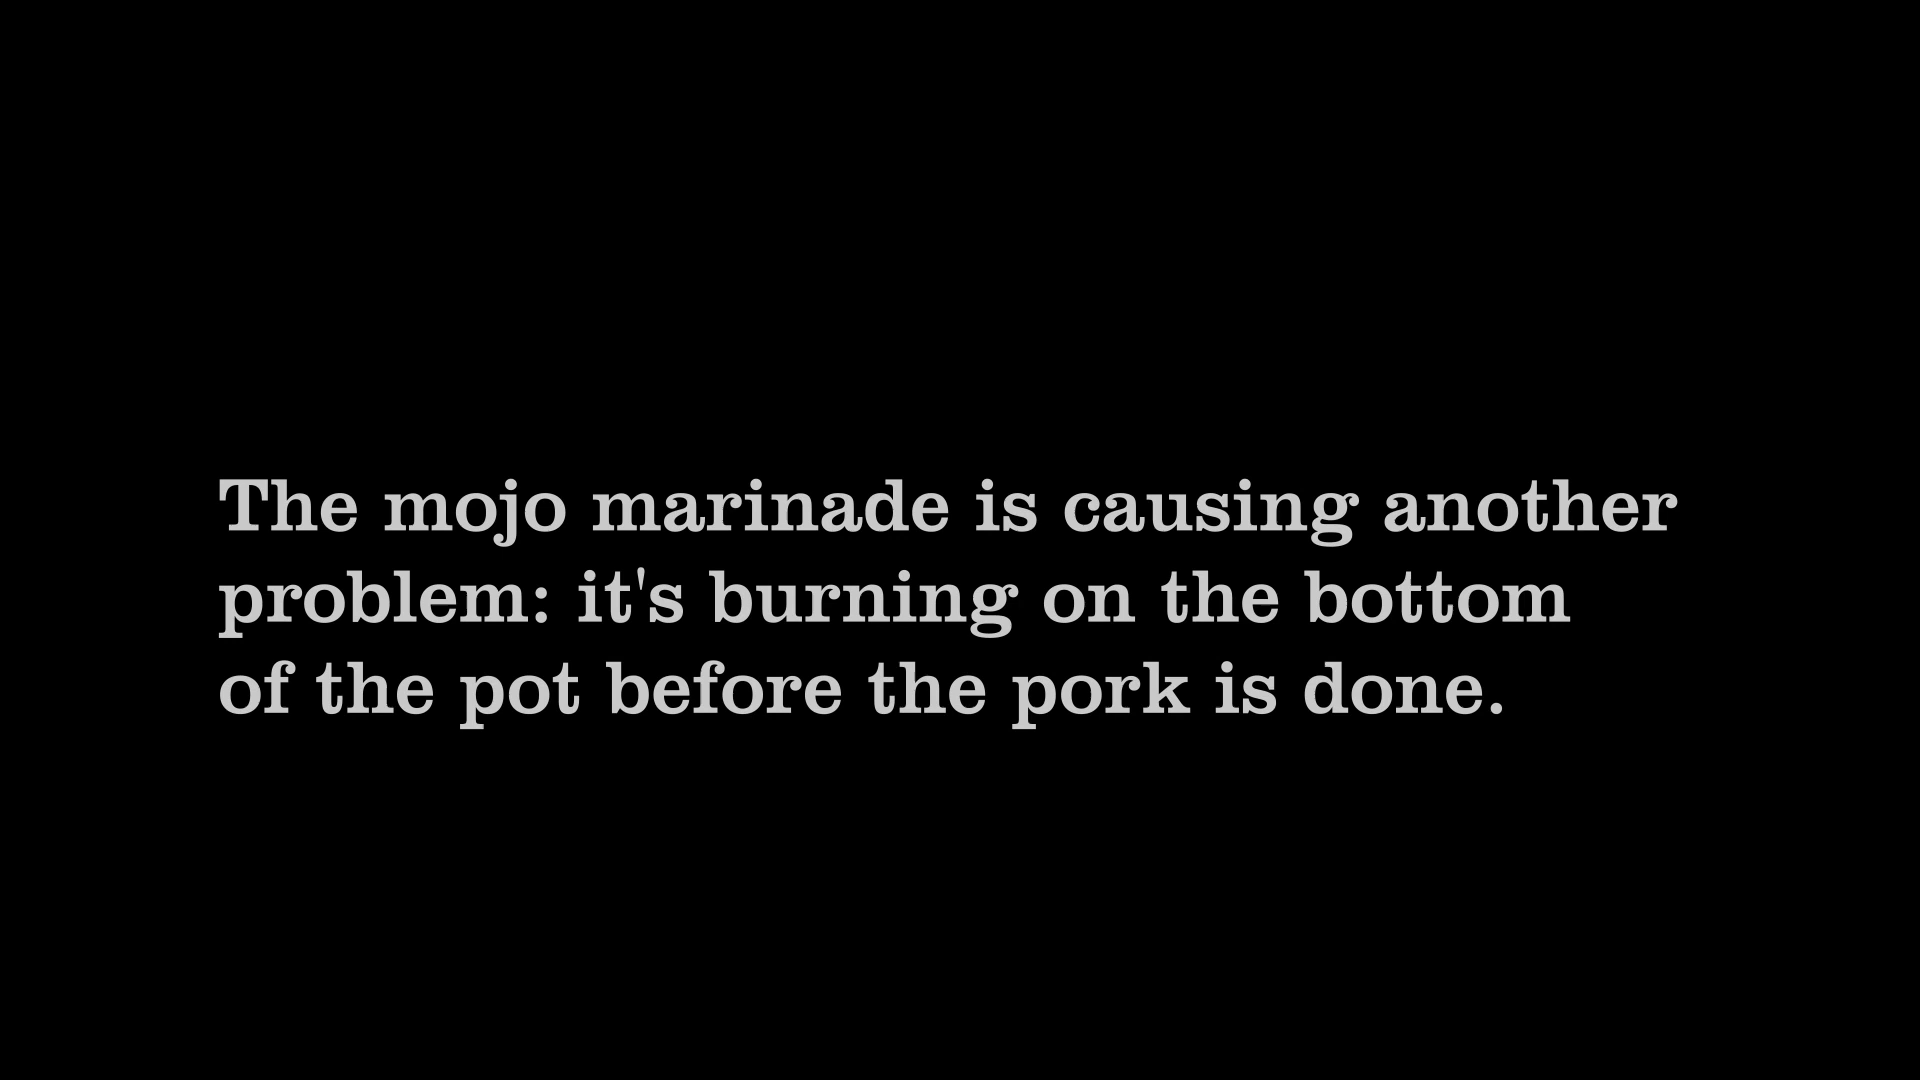 The mojo marinade is causing another
problem: it's burning on the bottom
of the pot before the pork is done.